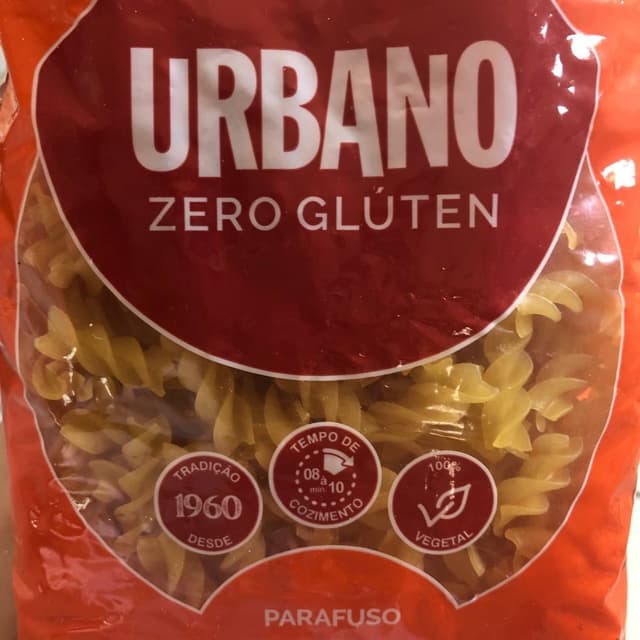 URBANO
ZERO GLÚTEN
TRADIÇÃO
1960
DESDE
TEMPO DE
08 à
min. 10
COZIMENTO
100%
VEGETAL
PARAFUSO